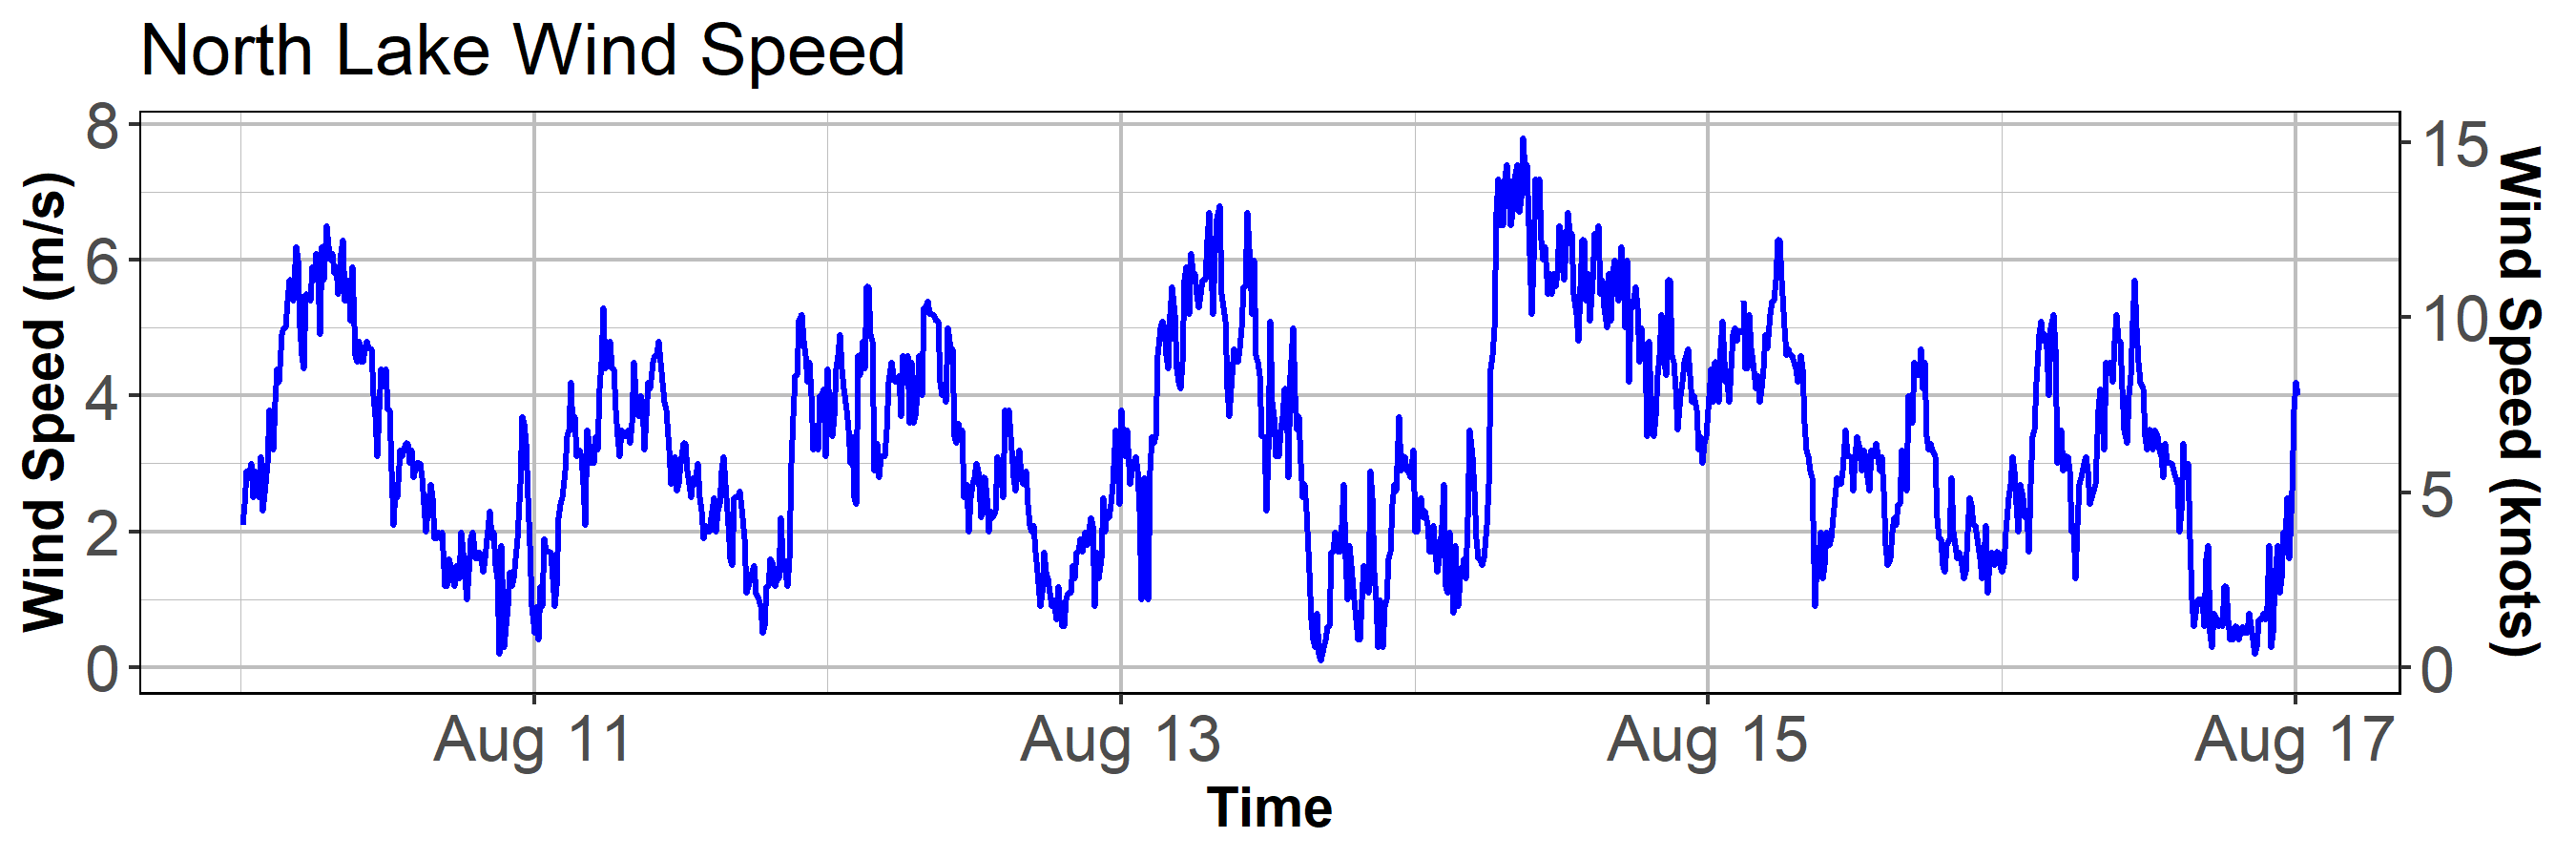 North Lake Wind Speed
Wind Speed (m/s)
8
6
4
2
0
15
10
5
0
Wind Speed (knots)
Aug 11 Aug 13 Aug 15 Aug 17
Time